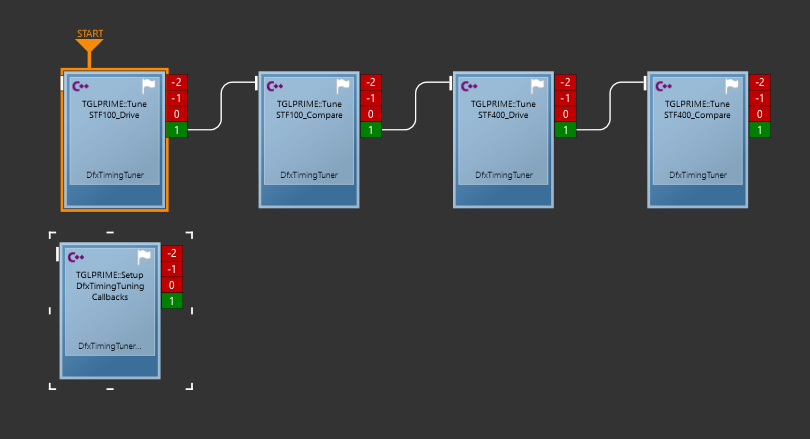 START
C++
TGLPRIME::Tune
STF100_Drive
DfxTimingTuner
-2
-1
0
1
C++
TGLPRIME::Tune
STF100_Compare
DfxTimingTuner
-2
-1
0
1
C++
TGLPRIME::Tune
STF400_Drive
DfxTimingTuner
-2
-1
0
1
C++
TGLPRIME::Tune
STF400_Compare
DfxTimingTuner
-2
-1
0
1
C++
TGLPRIME::Setup
DfxTimingTuning
Callbacks
DfxTimingTuner...
-2
-1
0
1